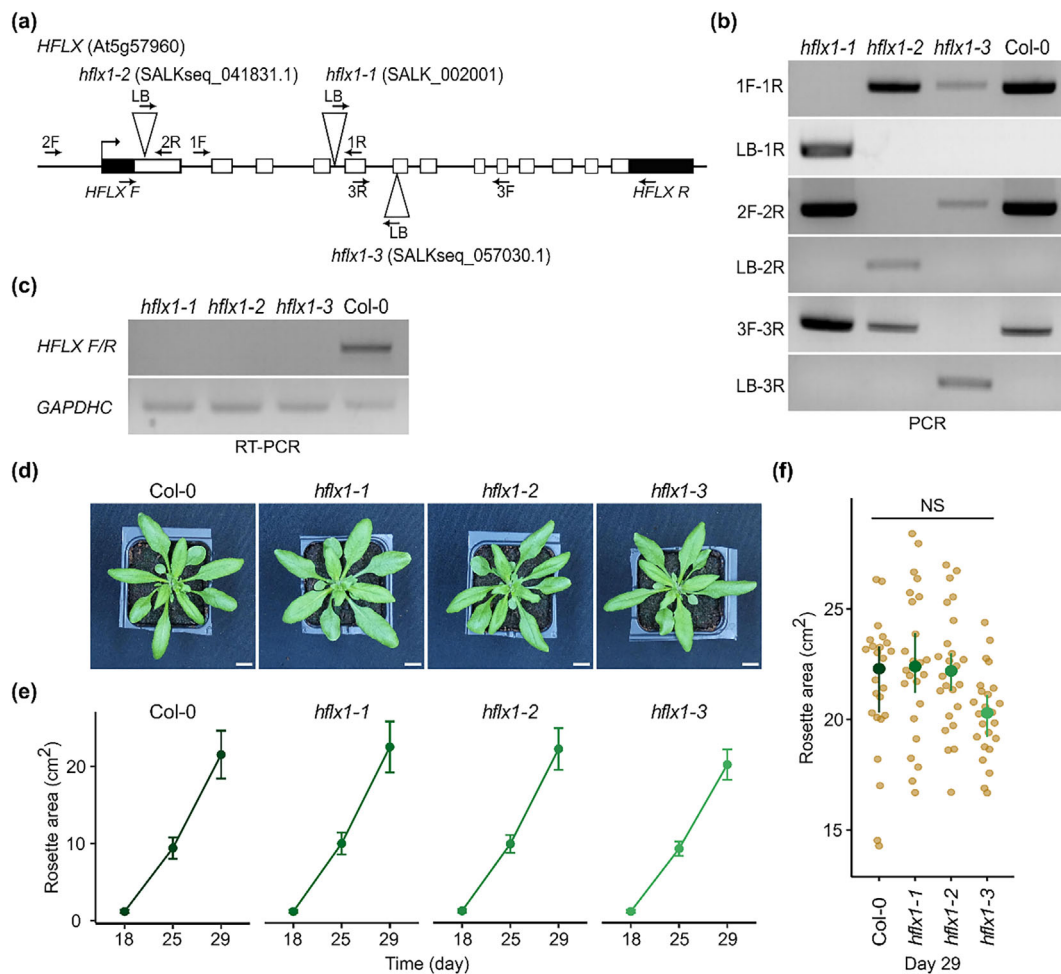 (a)
HFLX (At5g57960)
hflx1-2 (SALKseq_041831.1)
hflx1-1 (SALK_002001)
LB
LB
2F
2R
1F
1R
HFLX F
3R
3F
HFLX R
LB
hflx1-3 (SALKseq_057030.1)
(b)
hflx1-1 hflx1-2 hflx1-3 Col-0
1F-1R
LB-1R
2F-2R
LB-2R
3F-3R
LB-3R
PCR
(c)
hflx1-1 hflx1-2 hflx1-3 Col-0
HFLX F/R
GAPDHC
RT-PCR
(d)
Col-0 hflx1-1 hflx1-2 hflx1-3
(e)
Col-0 hflx1-1 hflx1-2 hflx1-3
Rosette area (cm2)
20
10
0
18 25 29 18 25 29 18 25 29 18 25 29
Time (day)
(f)
NS
Rosette area (cm2)
25
20
15
Col-0
hflx1-1
hflx1-2
hflx1-3
Day 29